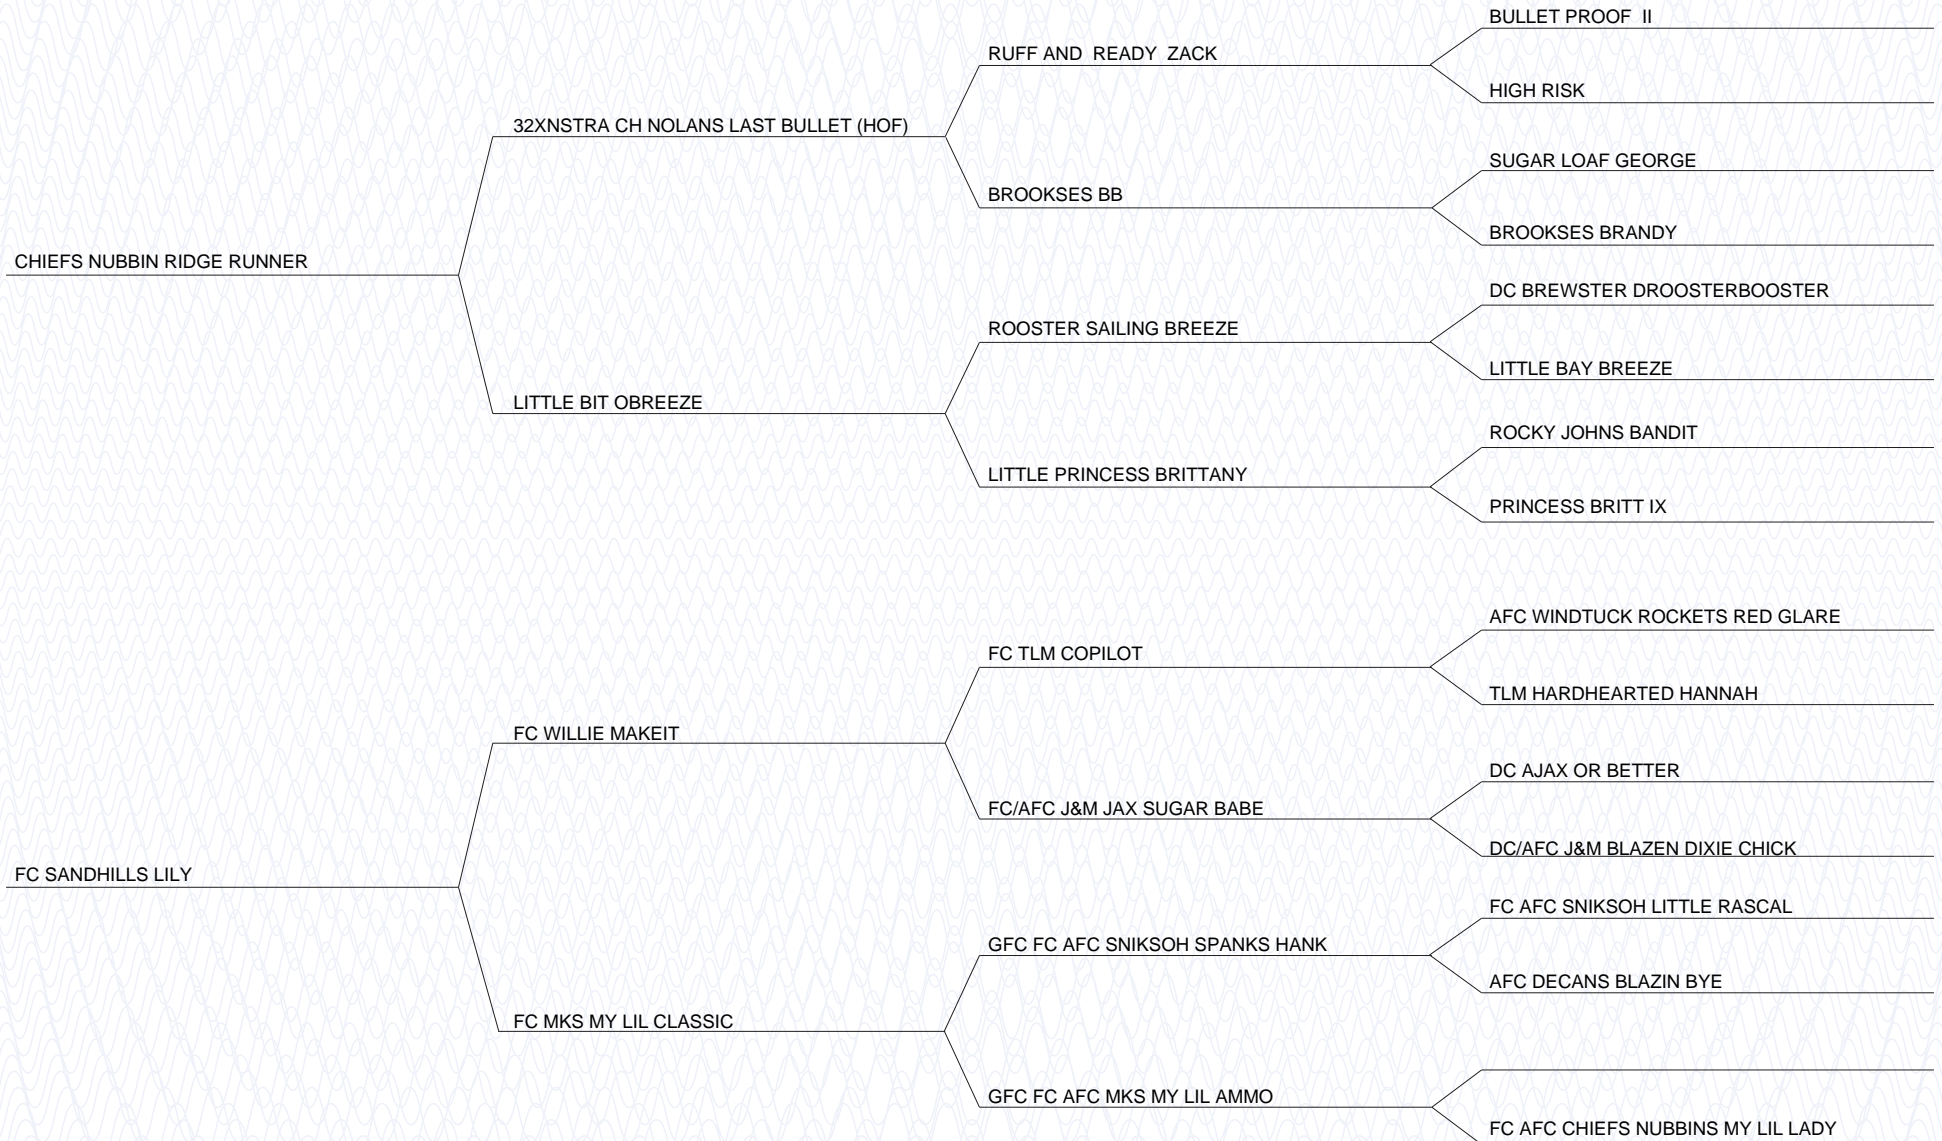 BULLET PROOF  II
RUFF AND  READY  ZACK
HIGH RISK
32XNSTRA CH NOLANS LAST BULLET (HOF)
SUGAR LOAF GEORGE
BROOKSES BB
BROOKSES BRANDY
CHIEFS NUBBIN RIDGE RUNNER
DC BREWSTER DROOSTERBOOSTER
ROOSTER SAILING BREEZE
LITTLE BAY BREEZE
LITTLE BIT OBREEZE
ROCKY JOHNS BANDIT
LITTLE PRINCESS BRITTANY
PRINCESS BRITT IX
AFC WINDTUCK ROCKETS RED GLARE
FC TLM COPILOT
TLM HARDHEARTED HANNAH
FC WILLIE MAKEIT
DC AJAX OR BETTER
FC/AFC J&M JAX SUGAR BABE
DC/AFC J&M BLAZEN DIXIE CHICK
FC SANDHILLS LILY
FC AFC SNIKSOH LITTLE RASCAL
GFC FC AFC SNIKSOH SPANKS HANK
AFC DECANS BLAZIN BYE
FC MKS MY LIL CLASSIC
GFC FC AFC MKS MY LIL AMMO
FC AFC CHIEFS NUBBINS MY LIL LADY